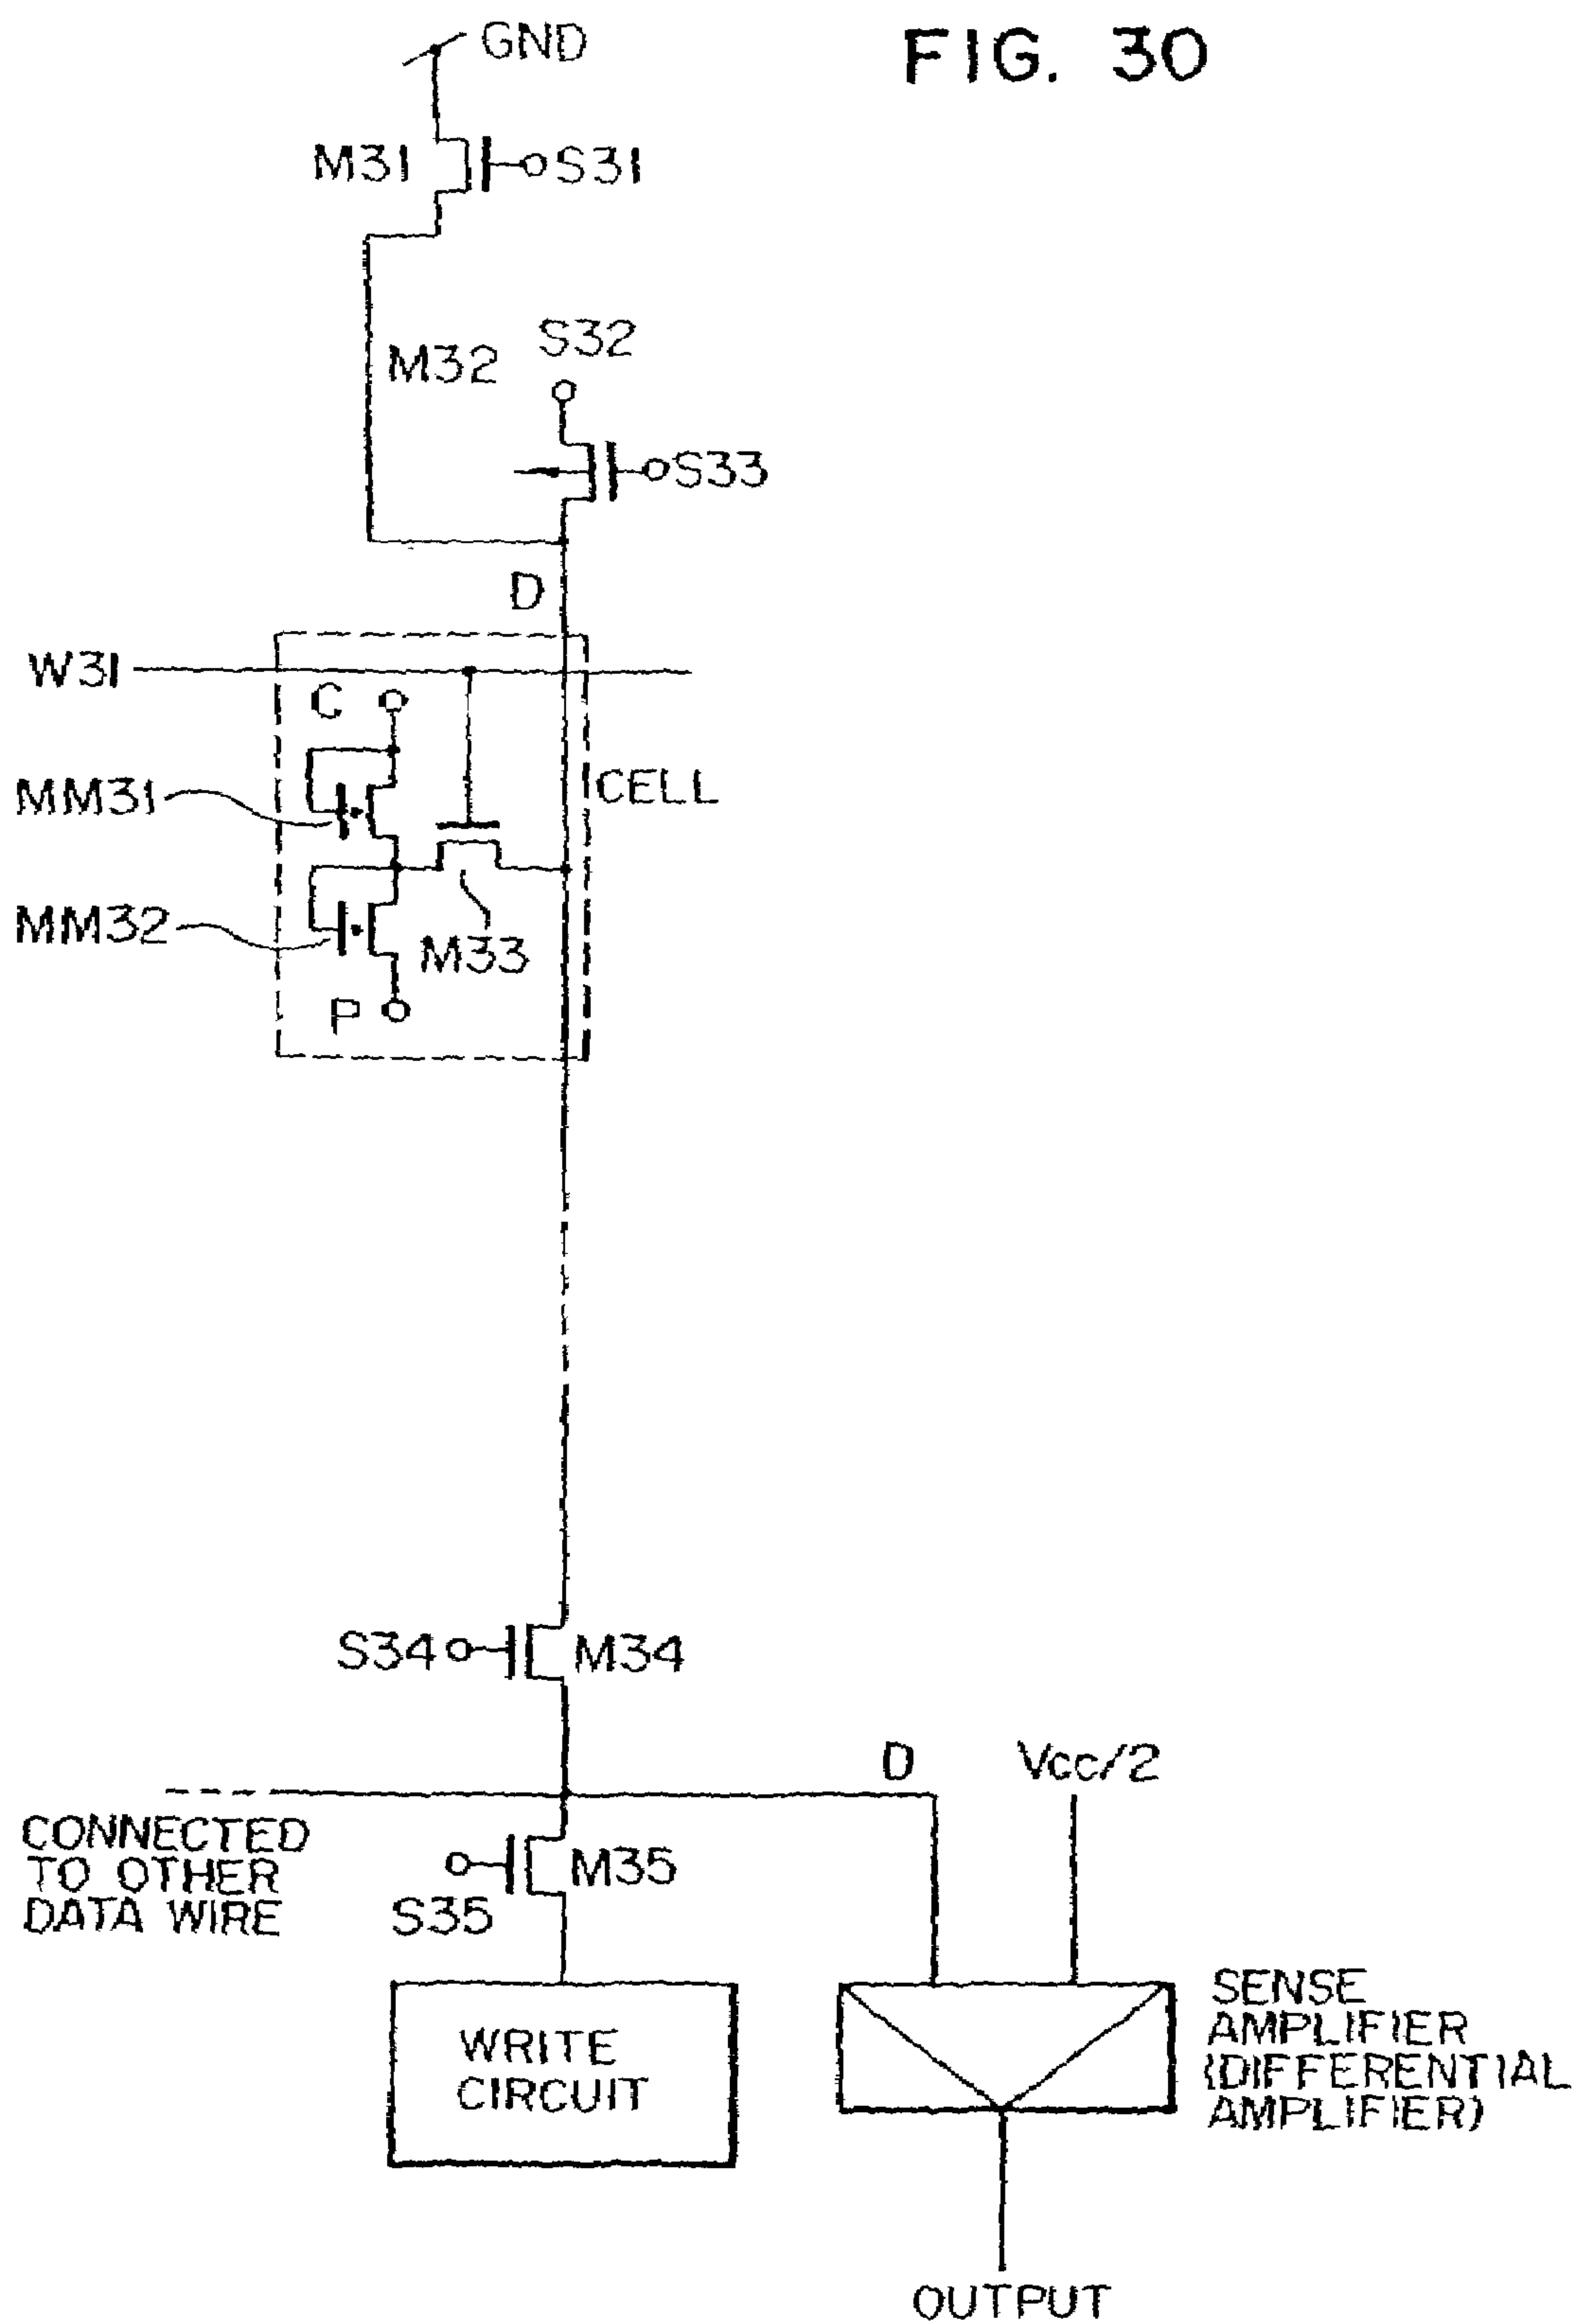 GND
FIG. 30
M31
S31
S32
M32
S33
D
W31
C
CELL
MM31
MM32
M33
P
S34
M34
D
Vcc/2
CONNECTED
TO OTHER
DATA WIRE
M35
S35
WRITE
CIRCUIT
SENSE
AMPLIFIER
(DIFFERENTIAL
AMPLIFIER)
OUTPUT